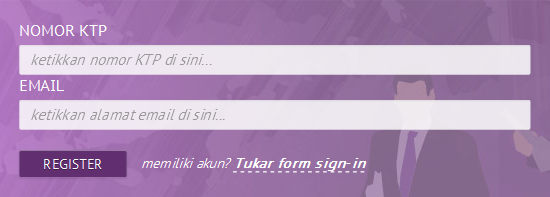 NOMOR KTP
ketikkan nomor KTP di sini...
EMAIL
ketikkan alamat email di sini...
REGISTER memiliki akun? Tukar form sign-in